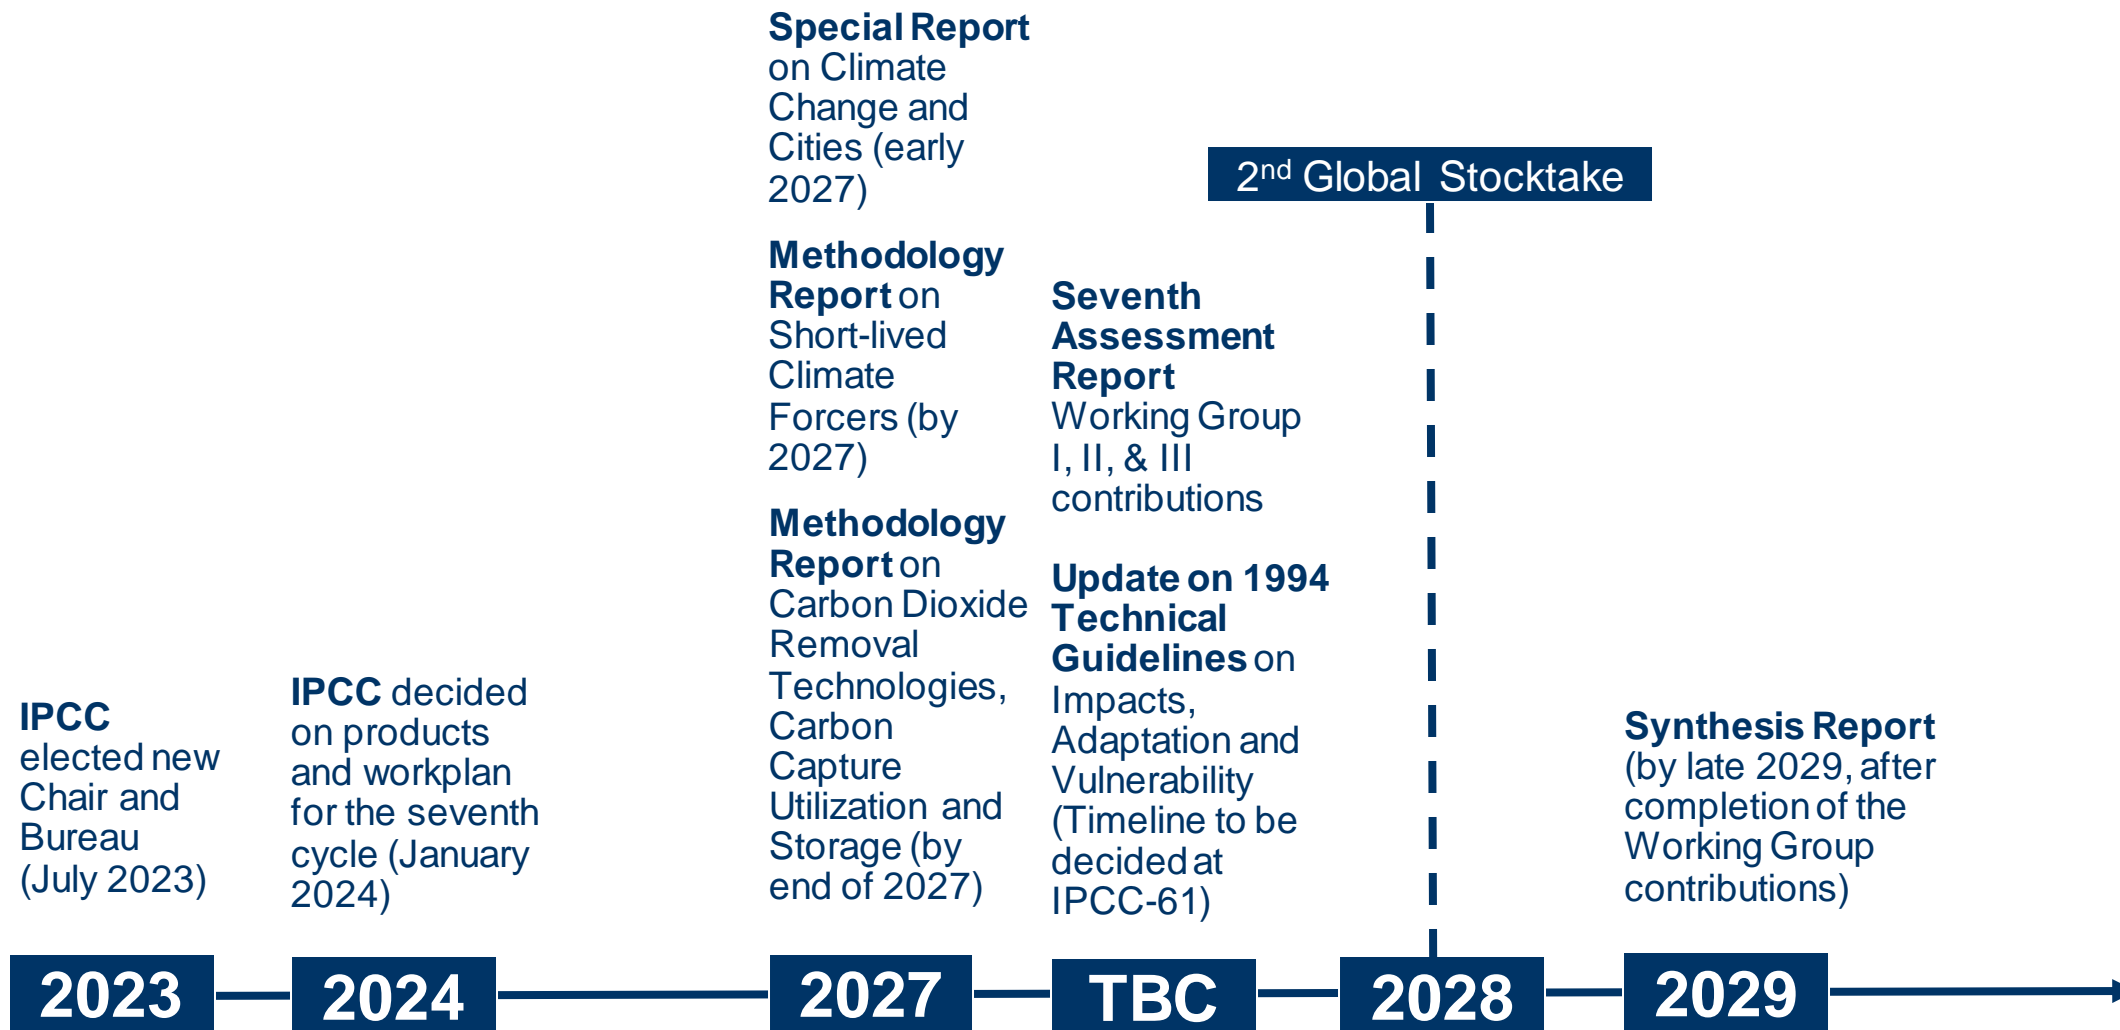 Special Report
on Climate
Change and
Cities (early
2027)
Methodology
Report on
Short-lived
Climate
Forcers (by
2027)
Methodology
Report on
Carbon Dioxide
Removal
Technologies,
Carbon
Capture
Utilization and
Storage (by
end of 2027)
2nd Global Stocktake
Seventh
Assessment
Report
Working Group
I, II, & III
contributions
Update on 1994
Technical
Guidelines on
Impacts,
Adaptation and
Vulnerability
(Timeline to be
decided at
IPCC-61)
IPCC
elected new
Chair and
Bureau
(July 2023)
IPCC decided
on products
and workplan
for the seventh
cycle (January
2024)
Synthesis Report
(by late 2029, after
completion of the
Working Group
contributions)
2023
2024
2027
TBC
2028
2029